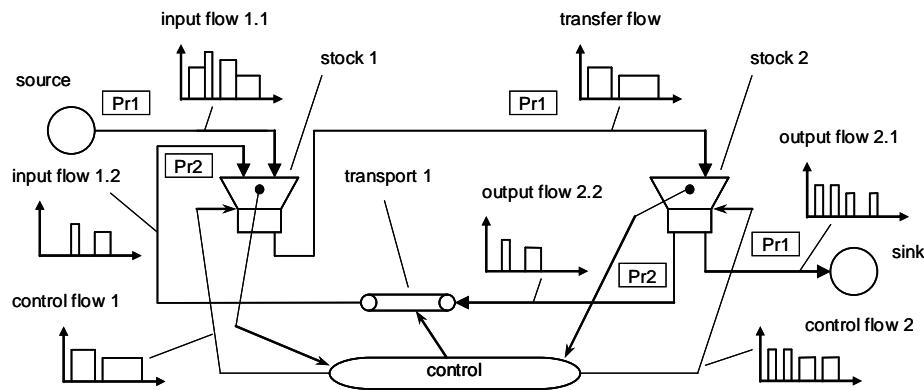 input flow 1.1
transfer flow
stock 1
stock 2
source
Pr1
Pr1
output flow 2.1
Pr2
input flow 1.2
transport 1
output flow 2.2
Pr1
sink
Pr2
control flow 1
control flow 2
control